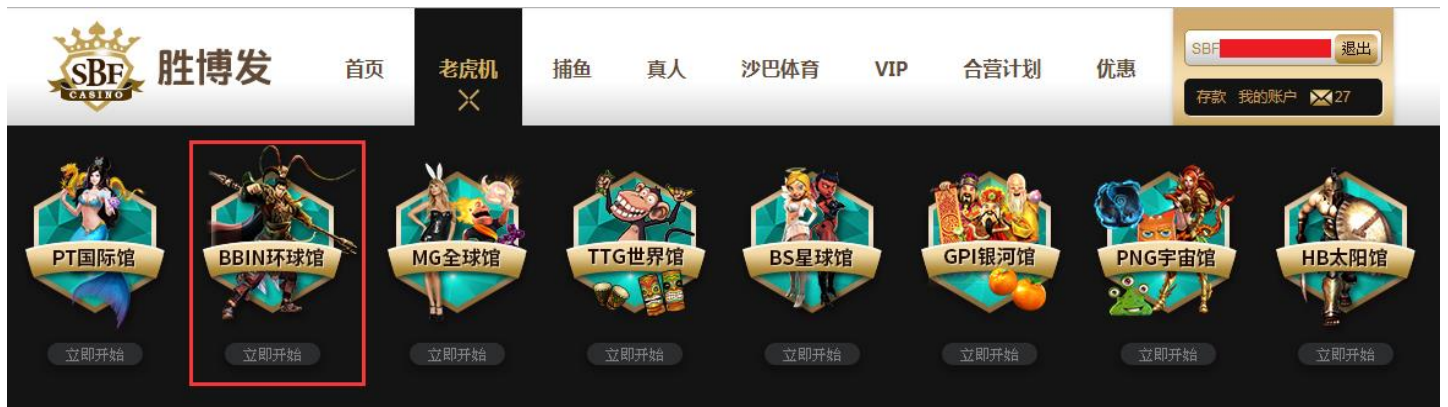 SBF
CASINO
胜博发
首页
老虎机
捕鱼
真人
沙巴体育
VIP
合营计划
优惠
SBF
退出
存款 我的账户 27
PT国际馆
BBIN环球馆
MG全球馆
TTG世界馆
BS星球馆
GPI银河馆
PNG宇宙馆
HB太阳馆
立即开始
立即开始
立即开始
立即开始
立即开始
立即开始
立即开始
立即开始